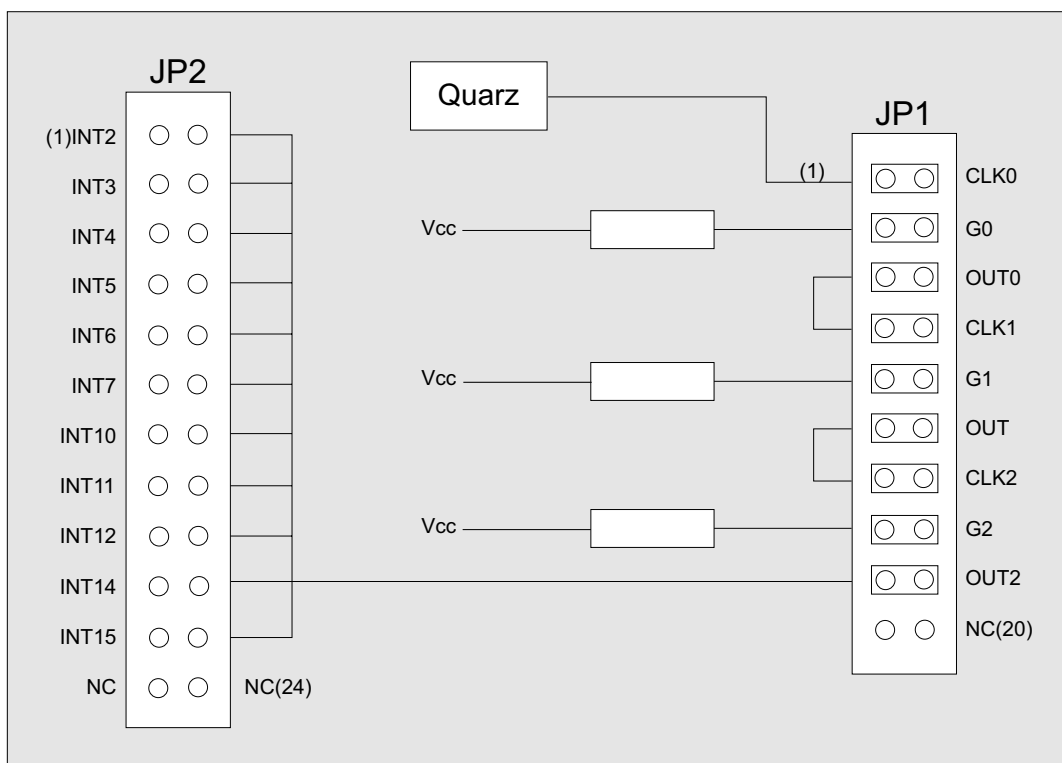 JP2
(1)INT2
INT3
INT4
INT5
INT6
INT7
INT10
INT11
INT12
INT14
INT15
NC
NC(24)
Quarz
Vcc
Vcc
Vcc
JP1
(1)
CLK0
G0
OUT0
CLK1
G1
OUT
CLK2
G2
OUT2
NC(20)